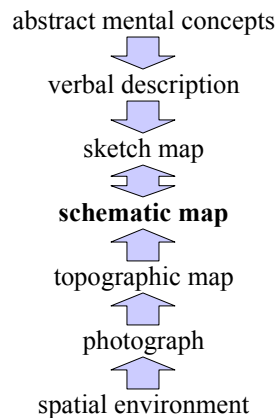 abstract mental concepts
verbal description
sketch map
schematic map
topographic map
photograph
spatial environment